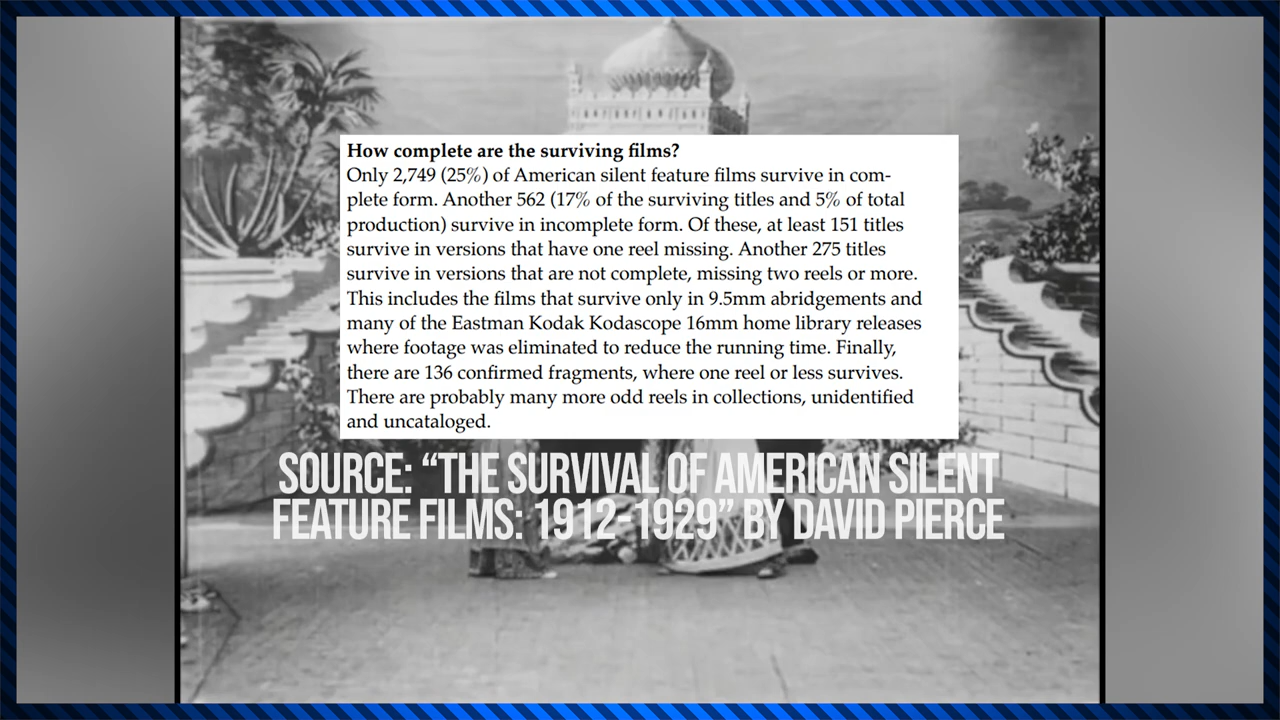 How complete are the surviving films?
Only 2,749 (25%) of American silent feature films survive in com-
plete form. Another 562 (17% of the surviving titles and 5% of total
production) survive in incomplete form. Of these, at least 151 titles
survive in versions that have one reel missing. Another 275 titles
survive in versions that are not complete, missing two reels or more.
This includes the films that survive only in 9.5mm abridgements and
many of the Eastman Kodak Kodascope 16mm home library releases
where footage was eliminated to reduce the running time. Finally,
there are 136 confirmed fragments, where one reel or less survives.
There are probably many more odd reels in collections, unidentified
and uncataloged.
SOURCE: “THE SURVIVAL OF AMERICAN SILENT
FEATURE FILMS: 1912-1929” BY DAVID PIERCE